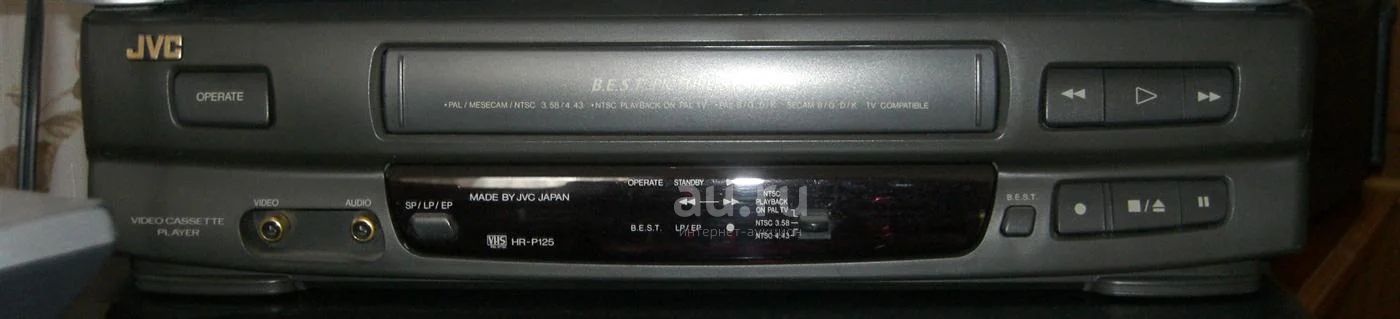 JVC
OPERATE
B.E.S.T.
•PAL/MESECAM/NTSC 3.58/4.43 •NTSC PLAYBACK ON PAL TV •PAL B/G, D/K SECAM B/G, D/K TV COMPATIBLE
VIDEO CASSETTE
PLAYER
VIDEO
AUDIO
SP/LP/EP
MADE BY JVC JAPAN
VHS
HR-P125
OPERATE STANDBY
B.E.S.T. LP/EP
NTSC
PLAYBACK
ON PAL TV
NTSC 3.58
NTSC 4.43
B.E.S.T.
au.ru
интернет-аукцион